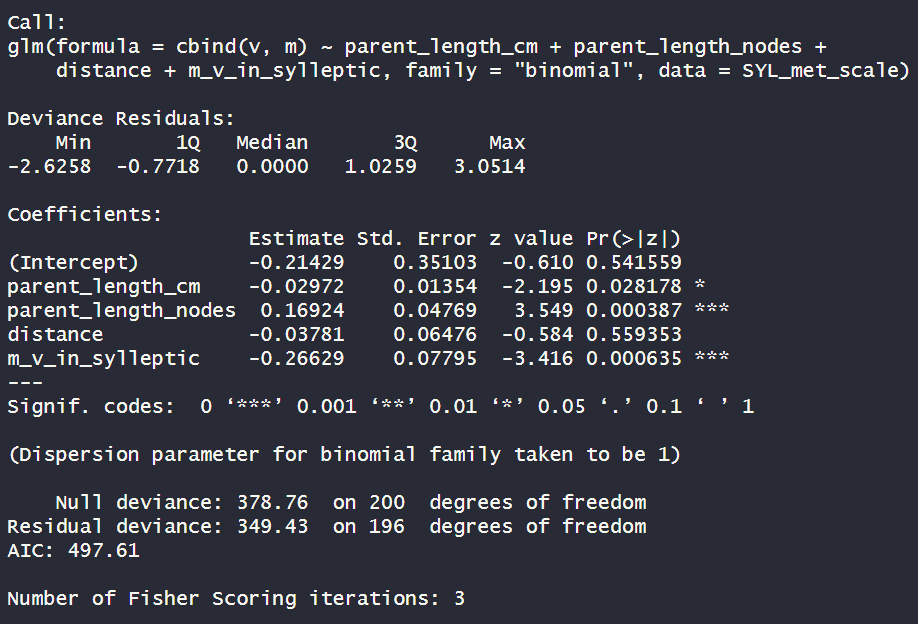 Call:
glm(formula = cbind(v, m) ~ parent_length_cm + parent_length_nodes +
    distance + m_v_in_sylleptic, family = "binomial", data = SYL_met_scale)

Deviance Residuals:
    Min       1Q   Median       3Q      Max
-2.6258  -0.7718   0.0000   1.0259   3.0514

Coefficients:
                    Estimate Std. Error z value Pr(>|z|)
(Intercept)         -0.21429    0.35103  -0.610 0.541559
parent_length_cm    -0.02972    0.01354  -2.195 0.028178 *
parent_length_nodes  0.16924    0.04769   3.549 0.000387 ***
distance            -0.03781    0.06476  -0.584 0.559353
m_v_in_sylleptic    -0.26629    0.07795  -3.416 0.000635 ***
---
Signif. codes:  0 ‘***’ 0.001 ‘**’ 0.01 ‘*’ 0.05 ‘.’ 0.1 ‘ ’ 1

(Dispersion parameter for binomial family taken to be 1)

    Null deviance: 378.76  on 200  degrees of freedom
Residual deviance: 349.43  on 196  degrees of freedom
AIC: 497.61

Number of Fisher Scoring iterations: 3